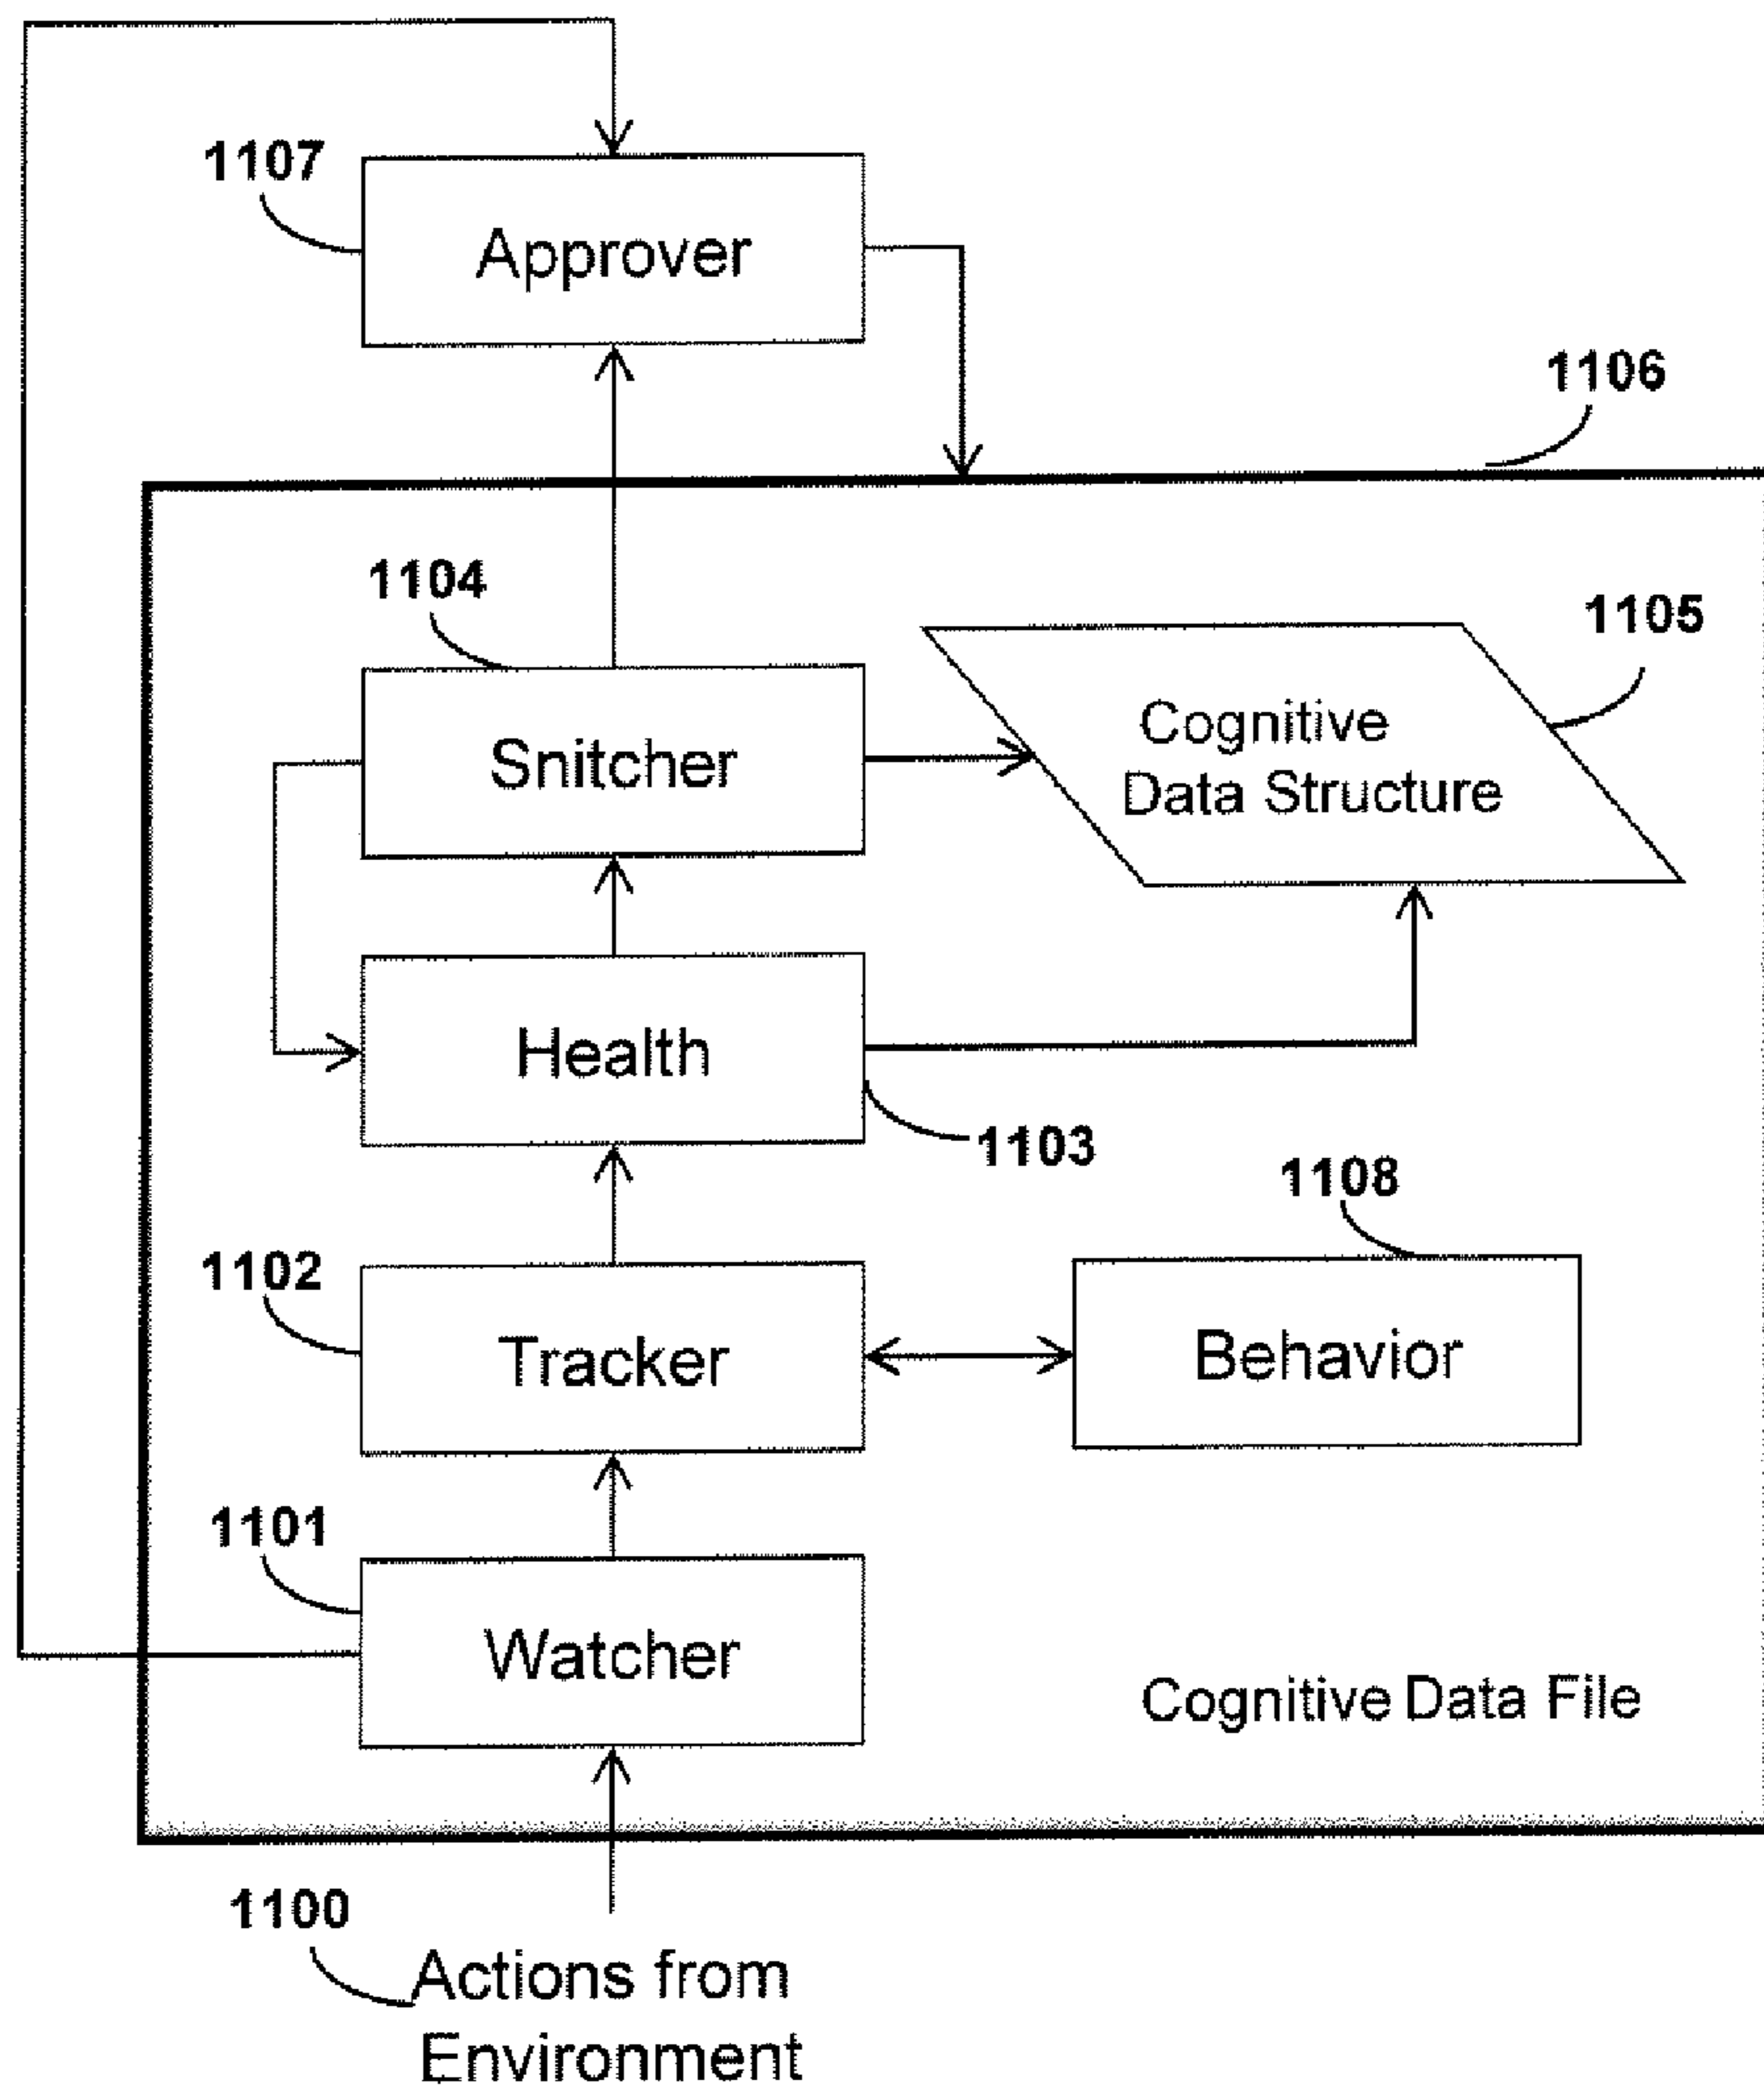 1107
Approver
1106
1104
1105
Snitcher
Cognitive
Data Structure
Health
1103
1108
1102
Tracker
Behavior
1101
Watcher
Cognitive Data File
1100
Actions from
Environment